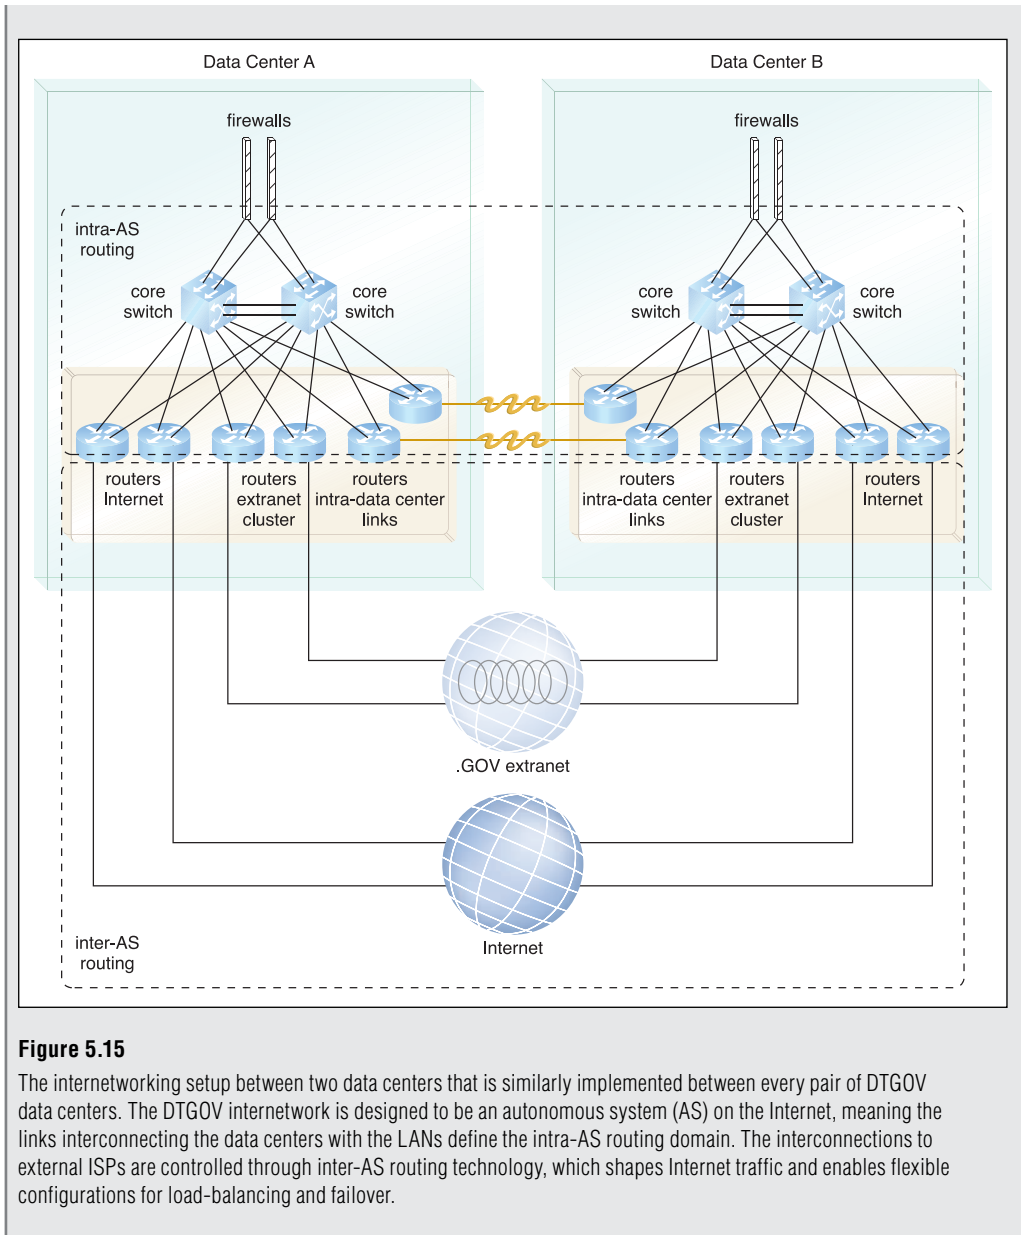 Data Center A
Data Center B
firewalls
firewalls
intra-AS
routing
core
switch
core
switch
core
switch
core
switch
routers
Internet
routers
extranet
cluster
routers
intra-data center
links
routers
intra-data center
links
routers
extranet
cluster
routers
Internet
.GOV extranet
Internet
inter-AS
routing
Figure 5.15
The internetworking setup between two data centers that is similarly implemented between every pair of DTGOV
data centers. The DTGOV internetwork is designed to be an autonomous system (AS) on the Internet, meaning the
links interconnecting the data centers with the LANs define the intra-AS routing domain. The interconnections to
external ISPs are controlled through inter-AS routing technology, which shapes Internet traffic and enables flexible
configurations for load-balancing and failover.